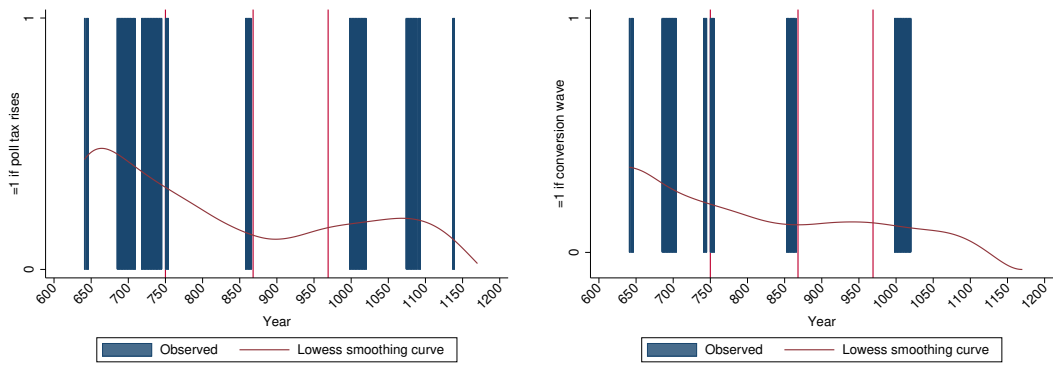 =1 if poll tax rises
1
0
600 650 700 750 800 850 900 950 1000 1050 1100 1150 1200
Year
Observed Lowess smoothing curve
=1 if conversion wave
1
0
600 650 700 750 800 850 900 950 1000 1050 1100 1150 1200
Year
Observed Lowess smoothing curve